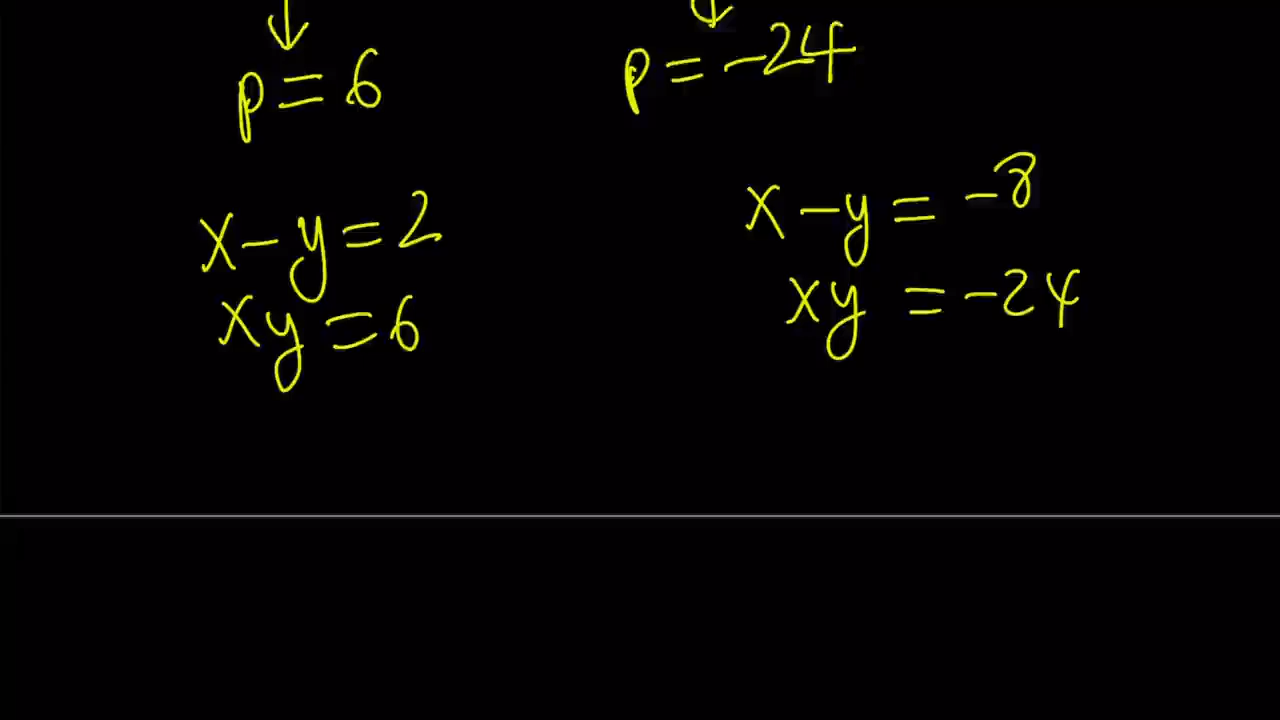 p = 6
p = -24
x - y = 2
xy = 6
x - y = -8
xy = -24